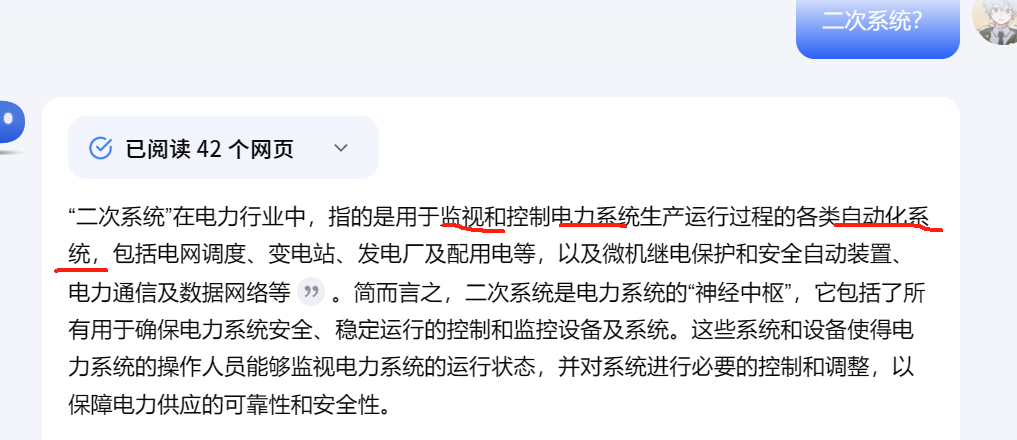 二次系统?
已阅读 42 个网页
“二次系统”在电力行业中，指的是用于监视和控制电力系统生产运行过程的各类自动化系
统，包括电网调度、变电站、发电厂及配用电等，以及微机继电保护和安全自动装置、
电力通信及数据网络等 ” 。简而言之，二次系统是电力系统的“神经中枢”，它包括了所
有用于确保电力系统安全、稳定运行的控制和监控设备及系统。这些系统和设备使得电
力系统的操作人员能够监视电力系统的运行状态，并对系统进行必要的控制和调整，以
保障电力供应的可靠性和安全性。